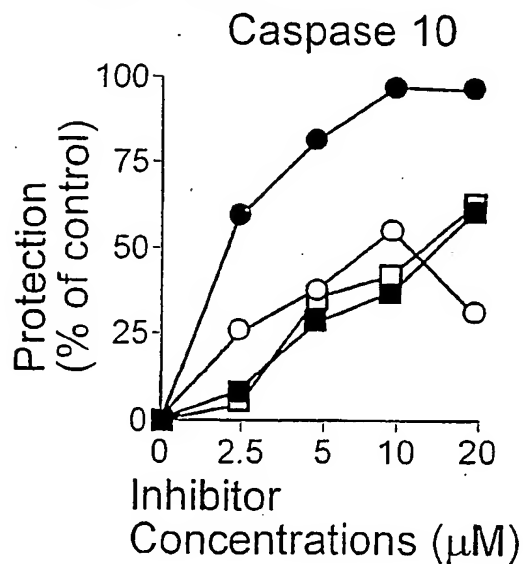 Caspase 10
Protection
(% of control)
100
75
50
25
0
0 2.5 5 10 20
Inhibitor
Concentrations (µM)